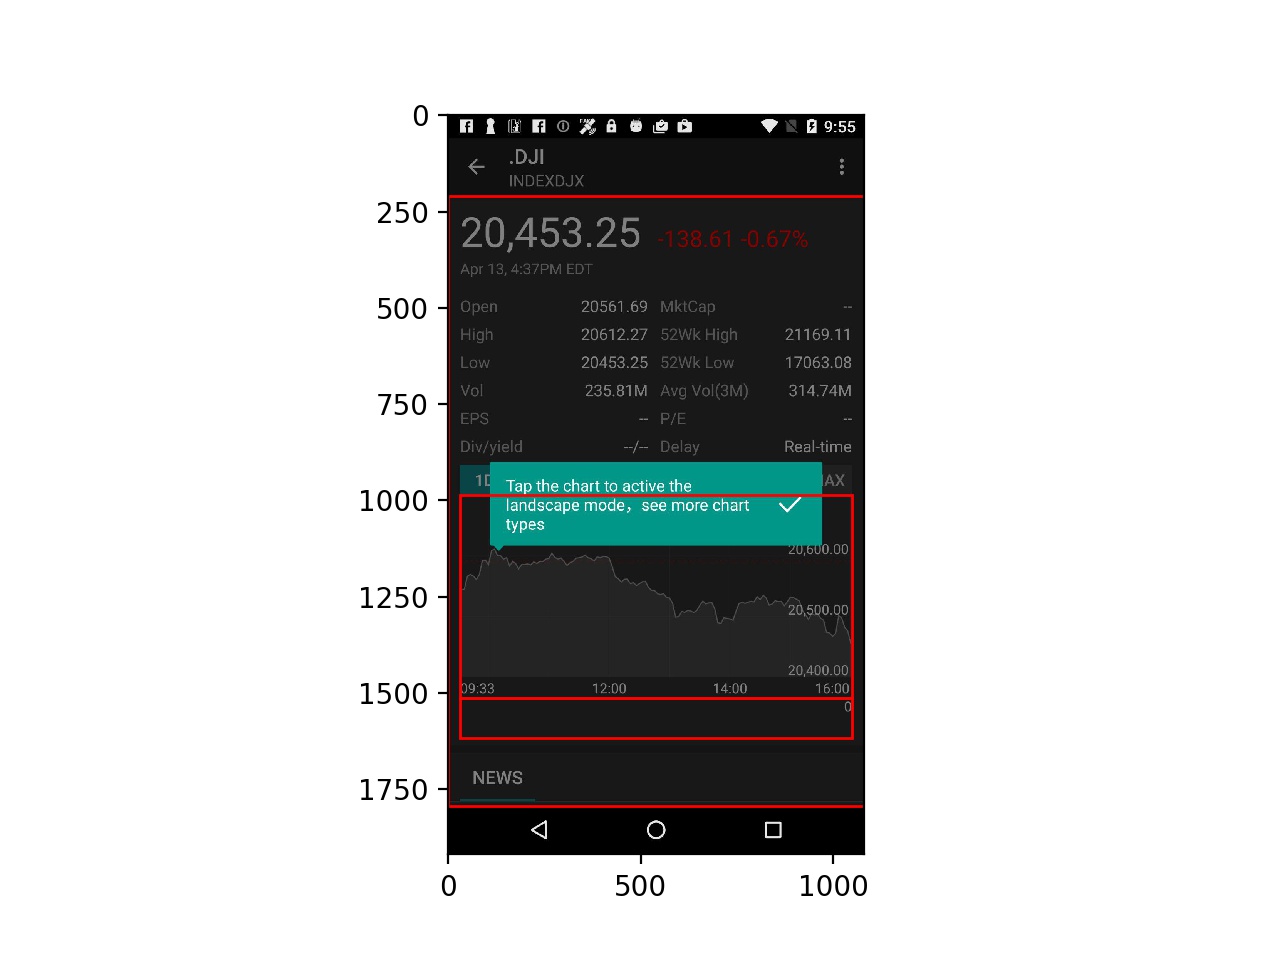 0
250
500
750
1000
1250
1500
1750
0 500 1000
9:55
.DJI
INDEXDJX
20,453.25 -138.61 -0.67%
Apr 13, 4:37PM EDT
Open 20561.69 MktCap --
High 20612.27 52Wk High 21169.11
Low 20453.25 52Wk Low 17063.08
Vol 235.81M Avg Vol(3M) 314.74M
EPS -- P/E --
Div/yield --/-- Delay Real-time
Tap the chart to active the
landscape mode，see more chart
types
20,600.00
20,500.00
20,400.00
09:33 12:00 14:00 16:00
0
NEWS